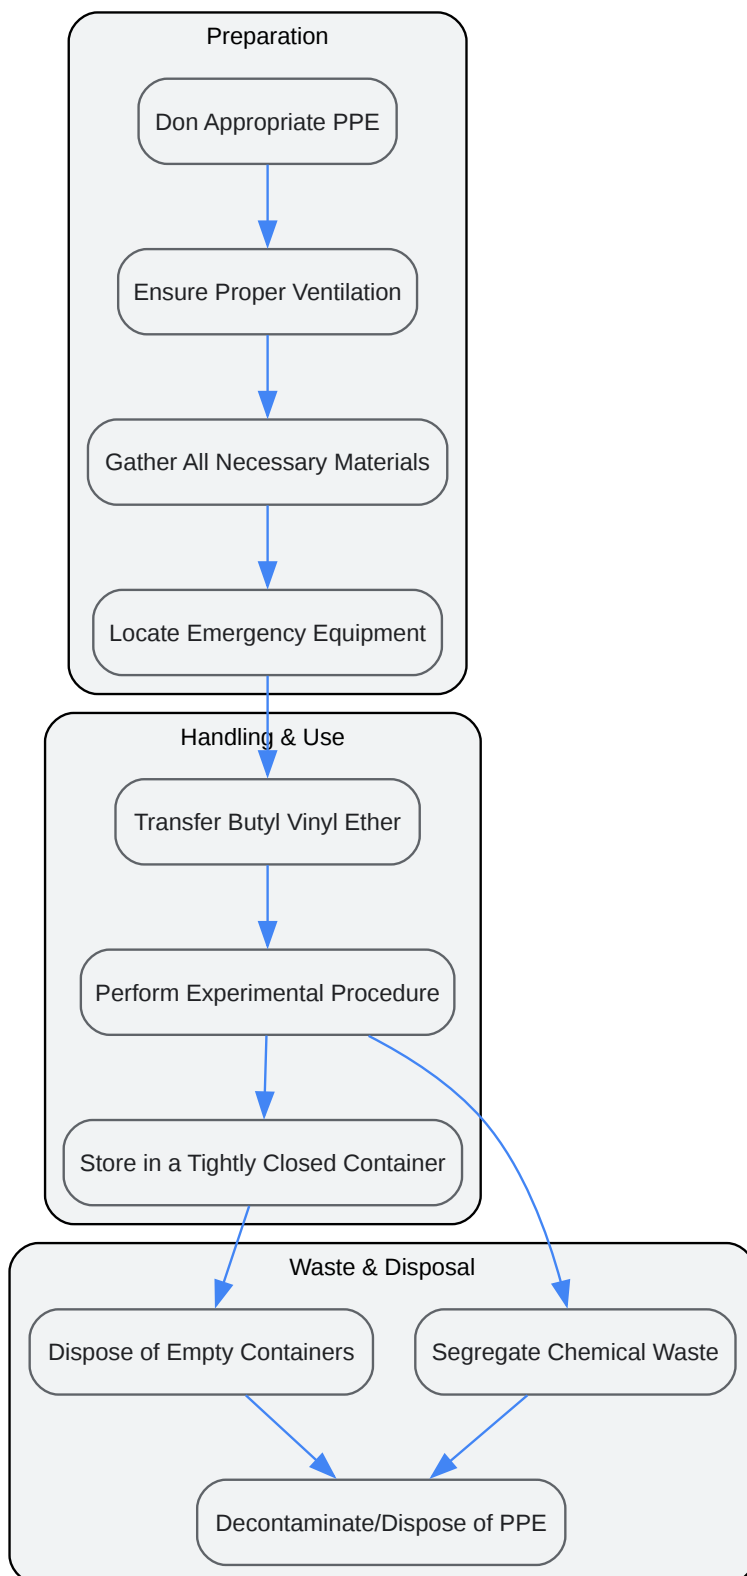 Preparation
Don Appropriate PPE
Ensure Proper Ventilation
Gather All Necessary Materials
Locate Emergency Equipment
Handling & Use
Transfer Butyl Vinyl Ether
Perform Experimental Procedure
Store in a Tightly Closed Container
Waste & Disposal
Dispose of Empty Containers
Segregate Chemical Waste
Decontaminate/Dispose of PPE